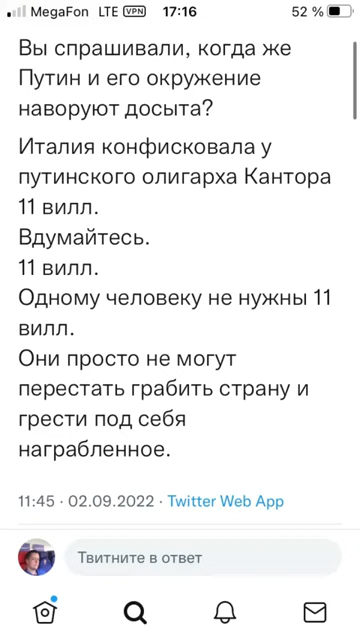 MegaFon LTE VPN 17:16 52 %
Вы спрашивали, когда же
Путин и его окружение
наворуют досыта?
Италия конфисковала у
путинского олигарха Кантора
11 вилл.
Вдумайтесь.
11 вилл.
Одному человеку не нужны 11
вилл.
Они просто не могут
перестать грабить страну и
грести под себя
награбленное.
11:45 · 02.09.2022 · Twitter Web App
Твитните в ответ